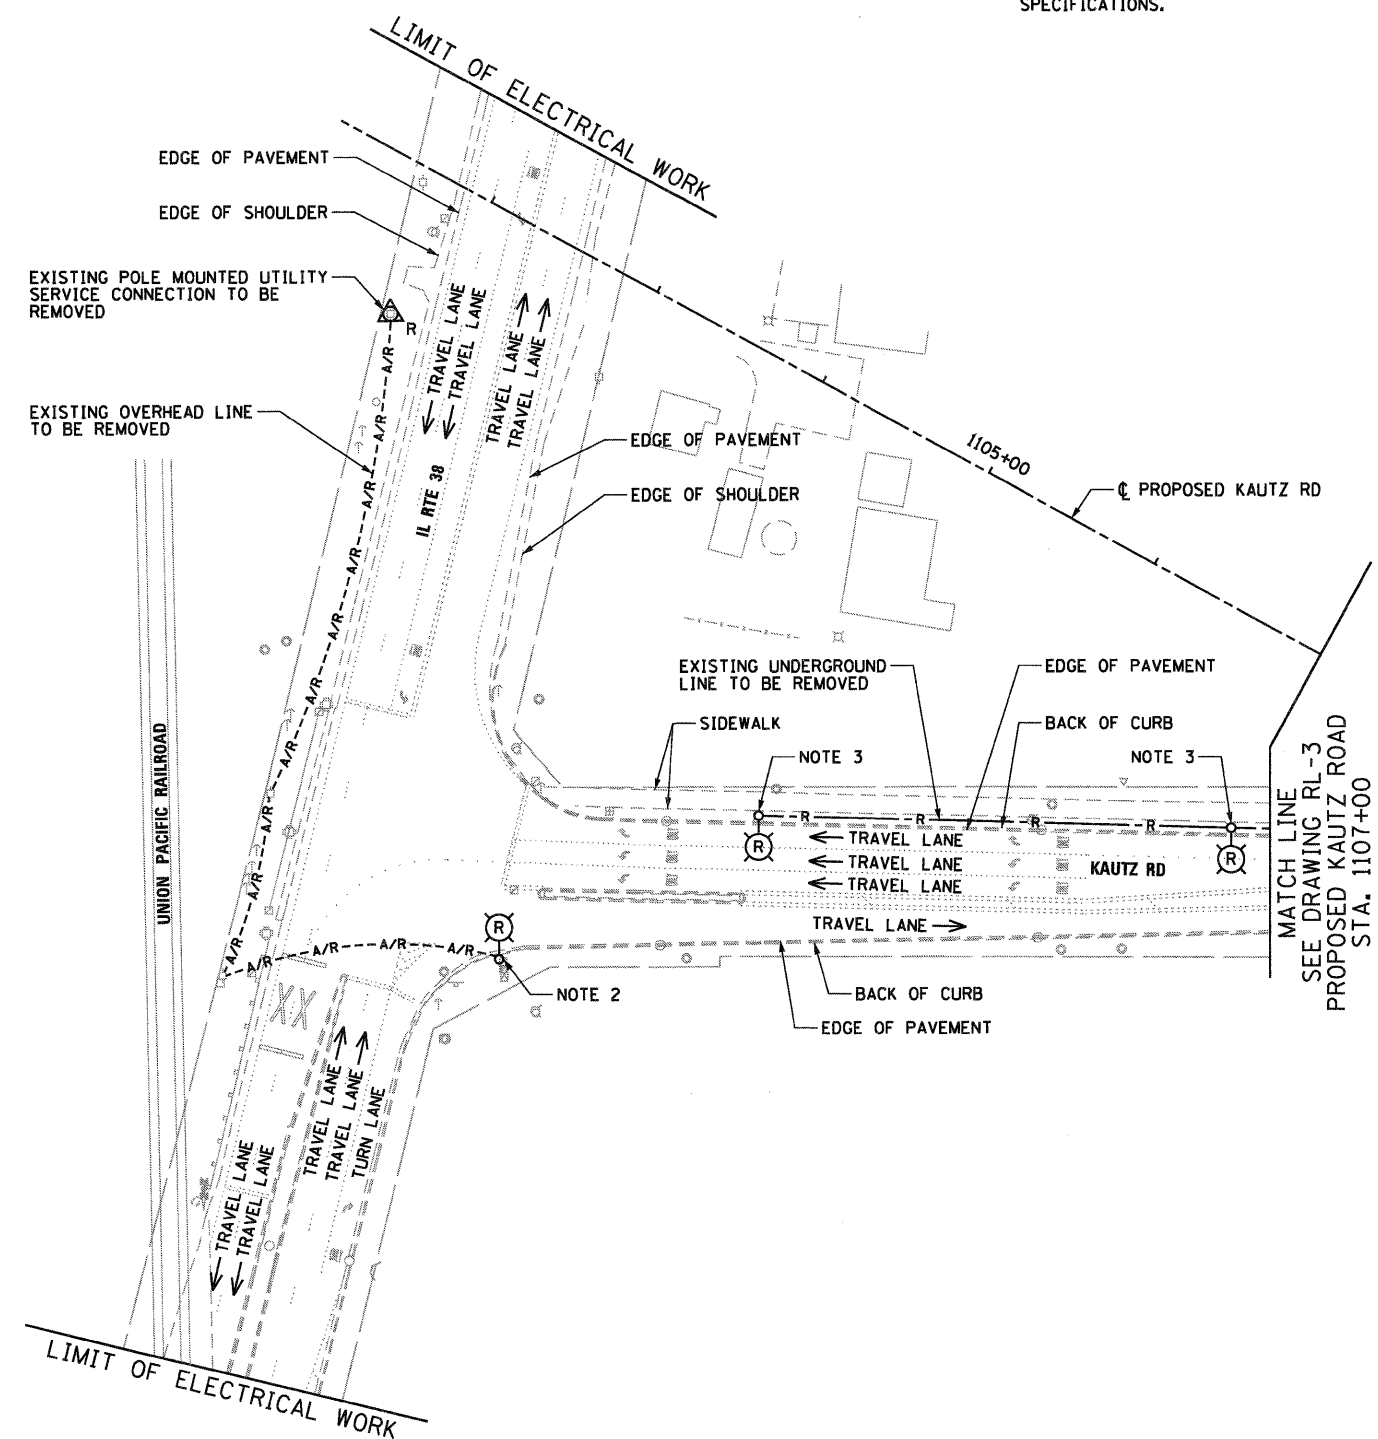 SPECIFICATIONS.
LIMIT OF ELECTRICAL WORK
EDGE OF PAVEMENT
EDGE OF SHOULDER
EXISTING POLE MOUNTED UTILITY
SERVICE CONNECTION TO BE
REMOVED
R
A/R
TRAVEL LANE
TRAVEL LANE
TRAVEL LANE
TRAVEL LANE
A/R
EXISTING OVERHEAD LINE
TO BE REMOVED
A/R
IL RTE 38
EDGE OF PAVEMENT
EDGE OF SHOULDER
1105+00
℄ PROPOSED KAUTZ RD
A/R
A/R
A/R
A/R
A/R
A/R
A/R
UNION PACIFIC RAILROAD
EXISTING UNDERGROUND
LINE TO BE REMOVED
EDGE OF PAVEMENT
SIDEWALK
BACK OF CURB
NOTE 3
NOTE 3
R
R
R
R
R
R
TRAVEL LANE
TRAVEL LANE
TRAVEL LANE
KAUTZ RD
TRAVEL LANE
MATCH LINE
SEE DRAWING RL-3
PROPOSED KAUTZ ROAD
STA. 1107+00
R
A/R
A/R
A/R
A/R
NOTE 2
BACK OF CURB
EDGE OF PAVEMENT
TRAVEL LANE
TRAVEL LANE
TURN LANE
TRAVEL LANE
TRAVEL LANE
LIMIT OF ELECTRICAL WORK